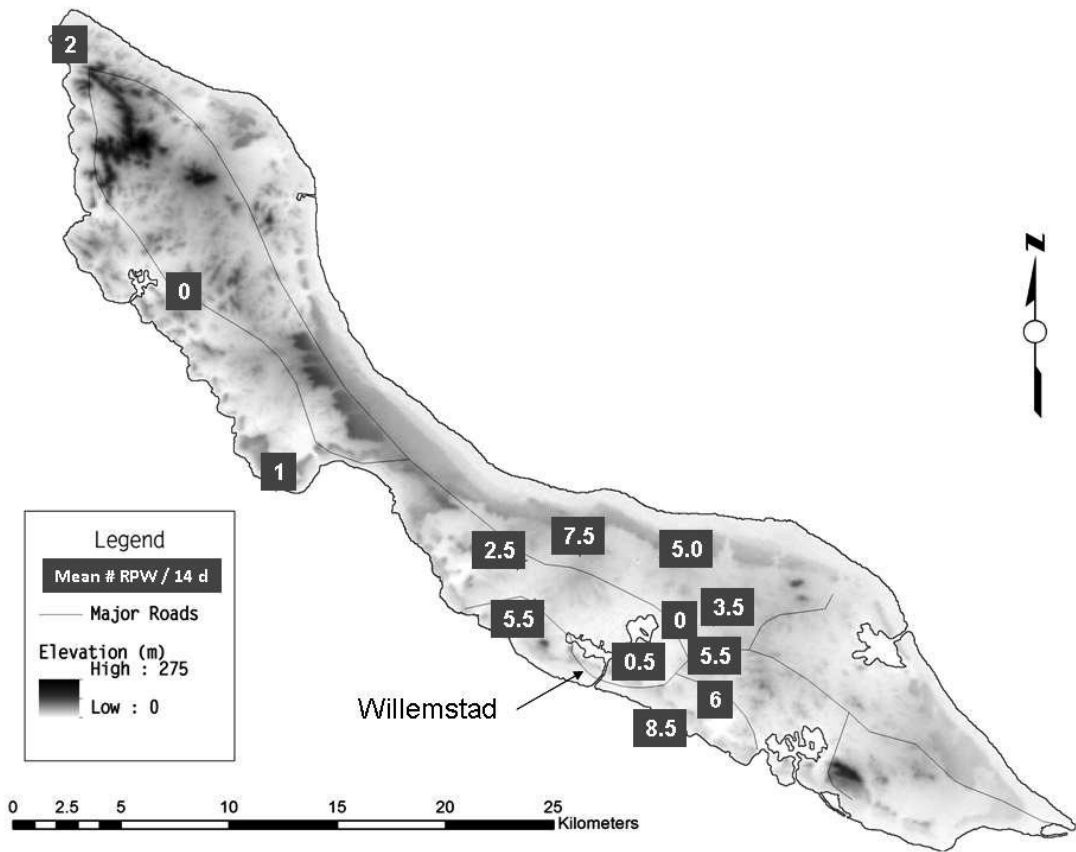 2
N
0
1
7.5
2.5
5.0
3.5
5.5
0
5.5
0.5
6
8.5
Willemstad
Legend
Mean # RPW / 14 d
Major Roads
Elevation (m)
High : 275
Low : 0
0 2.5 5 10 15 20 25
Kilometers